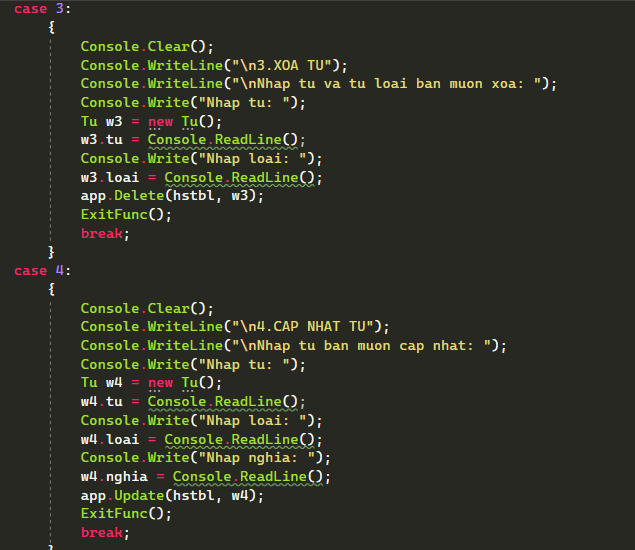 case 3:
{
Console.Clear();
Console.WriteLine("\n3.XOA TU");
Console.WriteLine("\nNhap tu va tu loai ban muon xoa: ");
Console.Write("Nhap tu: ");
Tu w3 = new Tu();
w3.tu = Console.ReadLine();
Console.Write("Nhap loai: ");
w3.loai = Console.ReadLine();
app.Delete(hstbl, w3);
ExitFunc();
break;
}
case 4:
{
Console.Clear();
Console.WriteLine("\n4.CAP NHAT TU");
Console.WriteLine("\nNhap tu ban muon cap nhat: ");
Console.Write("Nhap tu: ");
Tu w4 = new Tu();
w4.tu = Console.ReadLine();
Console.Write("Nhap loai: ");
w4.loai = Console.ReadLine();
Console.Write("Nhap nghia: ");
w4.nghia = Console.ReadLine();
app.Update(hstbl, w4);
ExitFunc();
break;
}